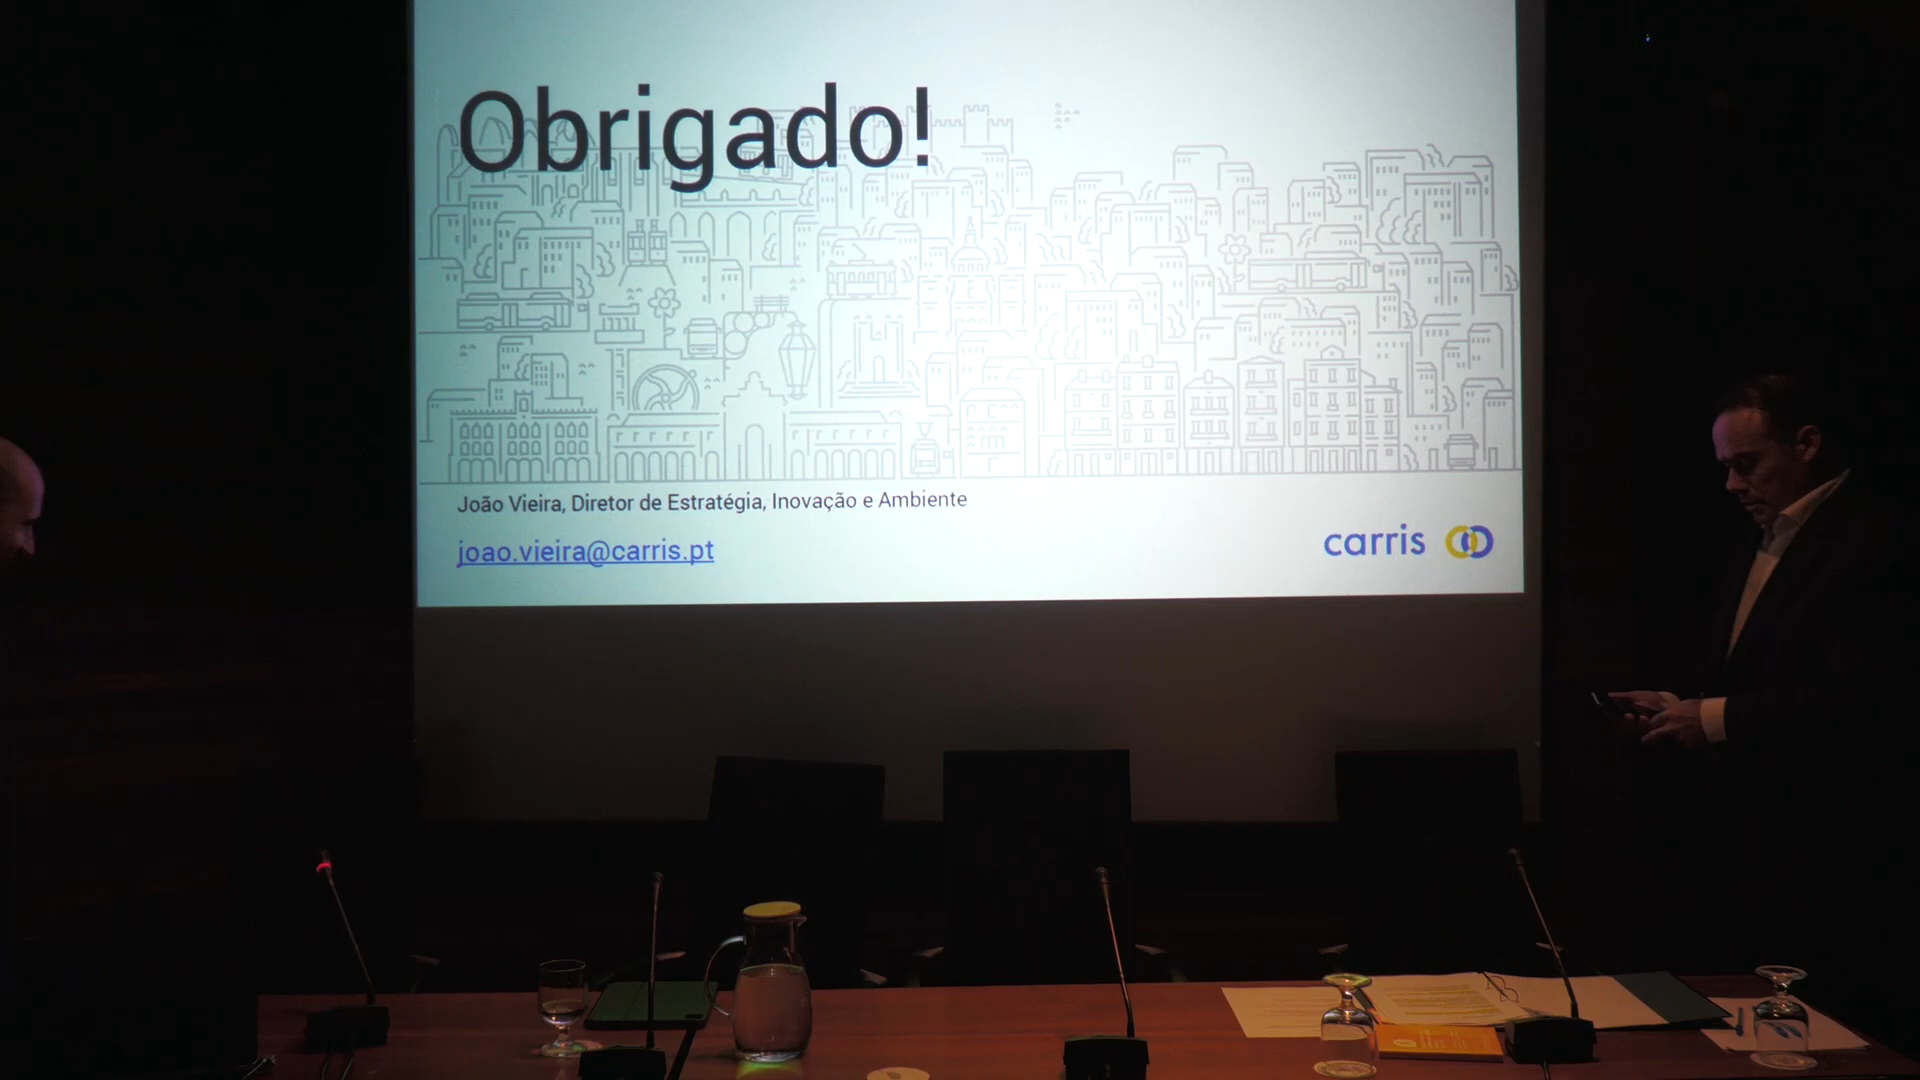 Obrigado!
João Vieira, Diretor de Estratégia, Inovação e Ambiente
joao.vieira@carris.pt
carris